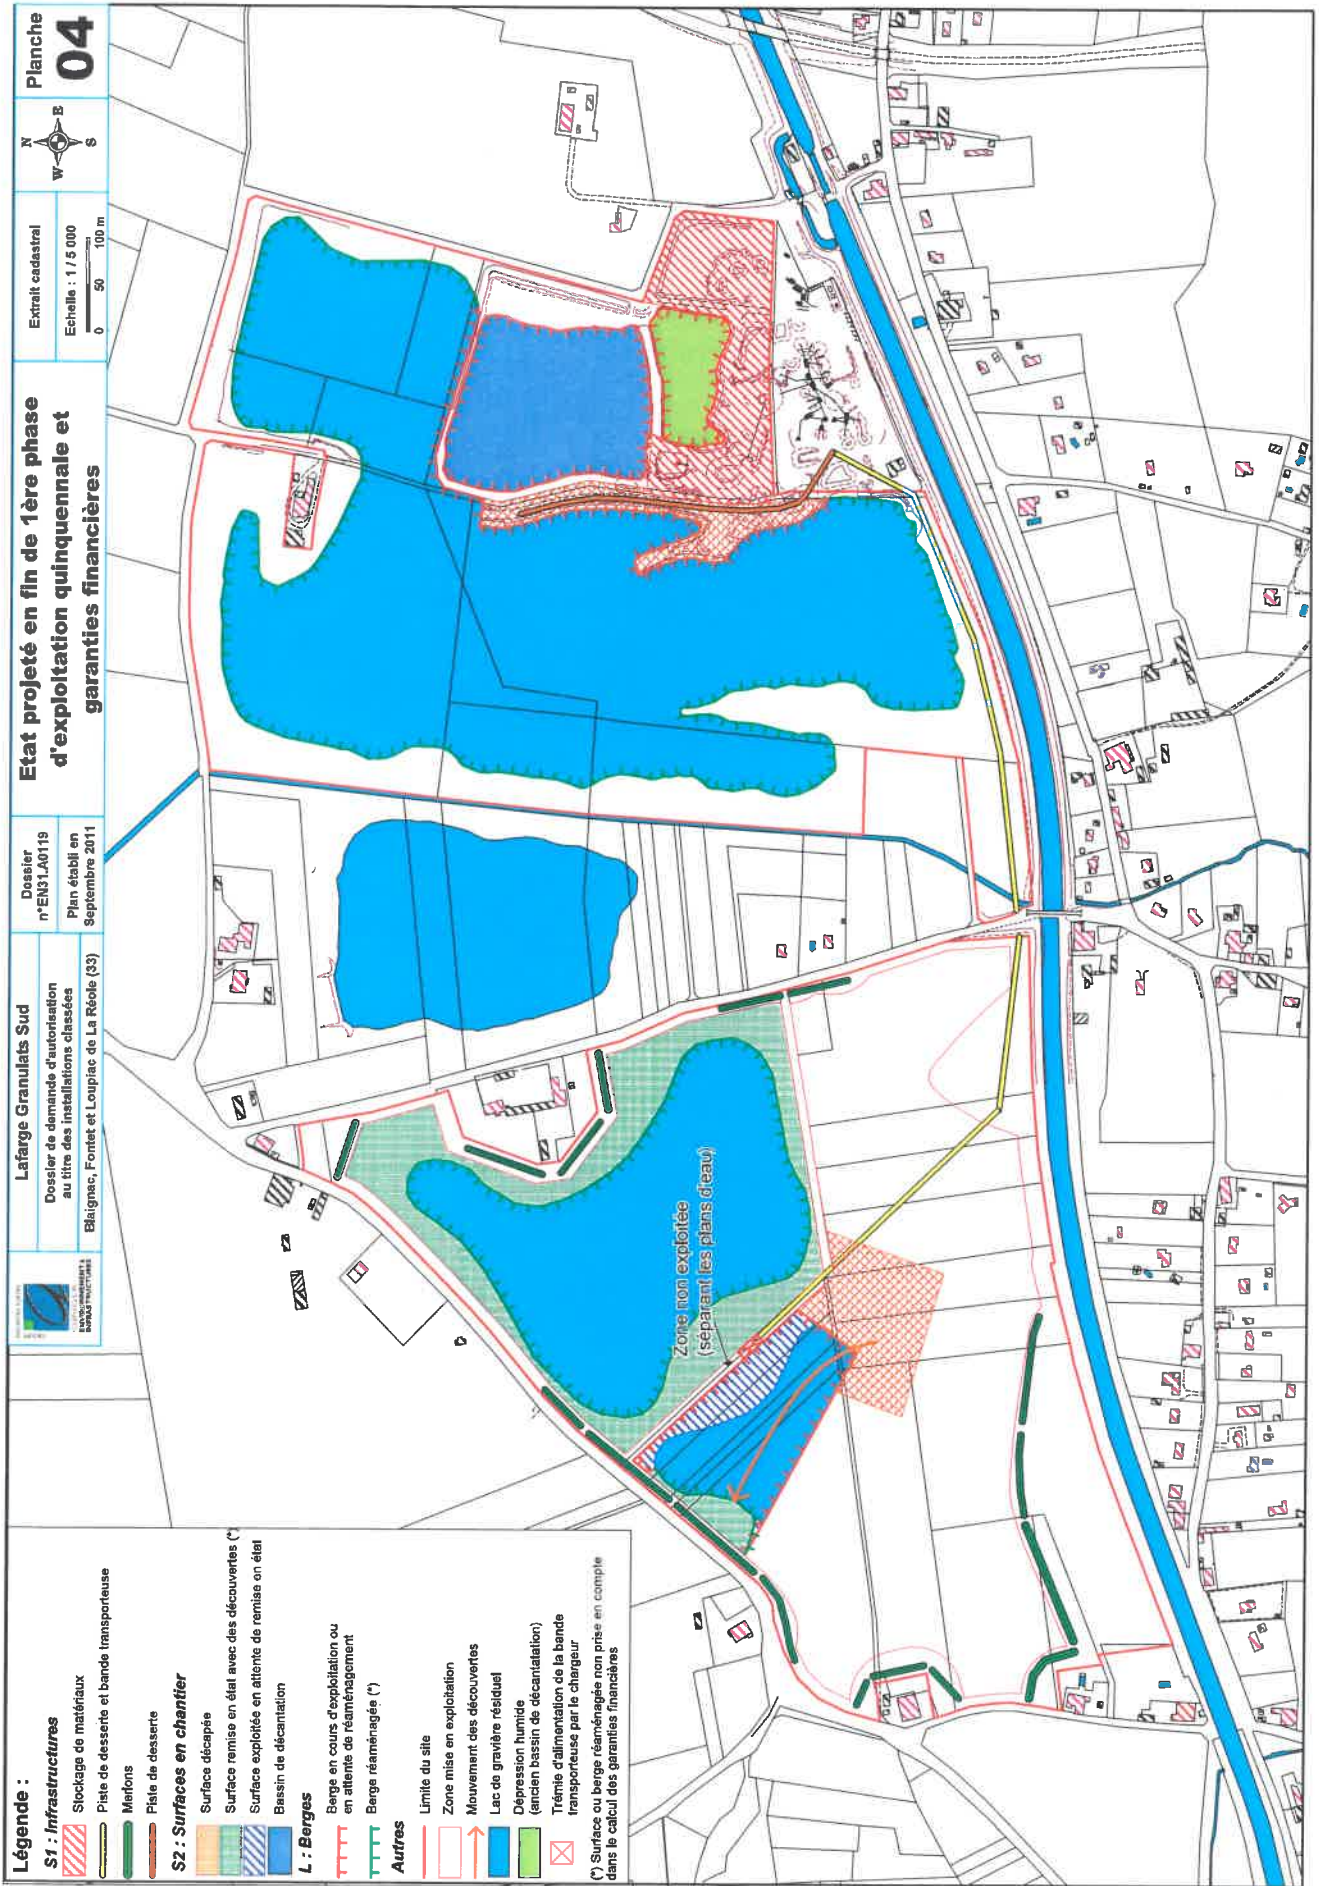 Lafarge Granulats Sud
Dossier de demande d'autorisation
au titre des installations classées
Blaignac, Fontet et Loupiac de La Réole (33)
Dossier
n°EN31.A0119
Plan établi en
Septembre 2011
Etat projeté en fin de 1ère phase
d'exploitation quinquennale et
garanties financières
Extrait cadastral
Echelle : 1 / 5 000
0 50 100 m
N
W E
S
Planche
04
ENVIRONNEMENT &
INFRASTRUCTURES
Zone non exploitée
(séparant les plans d'eau)
Légende :
S1 : Infrastructures
Stockage de matériaux
Piste de desserte et bande transporteuse
Merlons
Piste de desserte
S2 : Surfaces en chantier
Surface décapée
Surface remise en état avec des découvertes (*)
Surface exploitée en attente de remise en état
Bassin de décantation
L : Berges
Berge en cours d'exploitation ou
en attente de réaménagement
Berge réaménagée (*)
Autres
Limite du site
Zone mise en exploitation
Mouvement des découvertes
Lac de gravière résiduel
Dépression humide
(ancien bassin de décantatation)
Trémie d'alimentation de la bande
transporteuse par le chargeur
(*) Surface ou berge réaménagée non prise en compte
dans le calcul des garanties financières